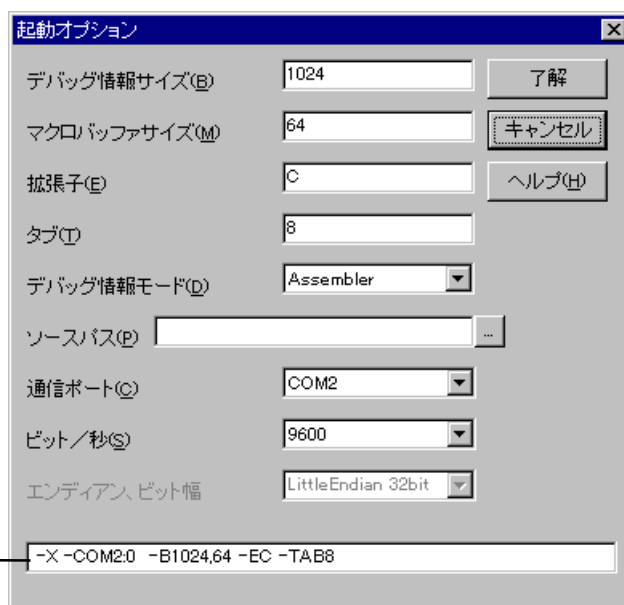 起動オプション
デバッグ情報サイズ(B) 1024 了解
マクロバッファサイズ(M) 64 キャンセル
拡張子(E) C ヘルプ(H)
タブ(T) 8
デバッグ情報モード(D) Assembler
ソースパス(P) ...
通信ポート(C) COM2
ビット/秒(S) 9600
エンディアン、ビット幅 LittleEndian 32bit
-X -COM2:0 -B1024,64 -EC -TAB8